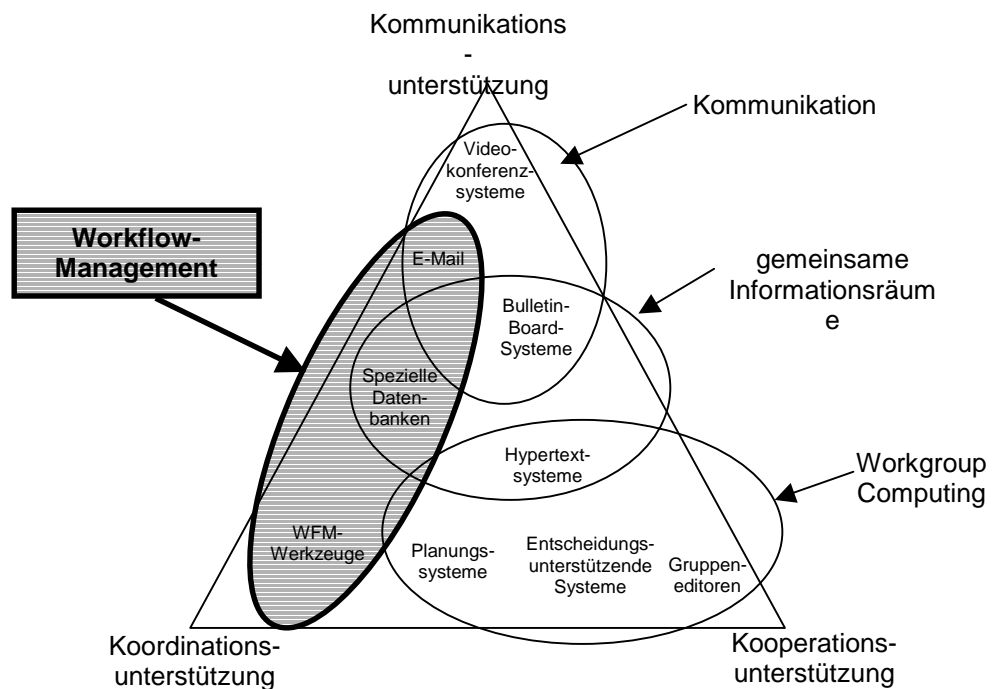 Kommunikations
-
unterstützung
Kommunikation
Video-
konferenz-
systeme
Workflow-
Management
E-Mail
gemeinsame
Informationsräum
e
Bulletin-
Board-
Systeme
Spezielle
Daten-
banken
Hypertext-
systeme
Workgroup
Computing
WFM-
Werkzeuge
Planungs-
systeme
Entscheidungs-
unterstützende
Systeme
Gruppen-
editoren
Koordinations-
unterstützung
Kooperations-
unterstützung